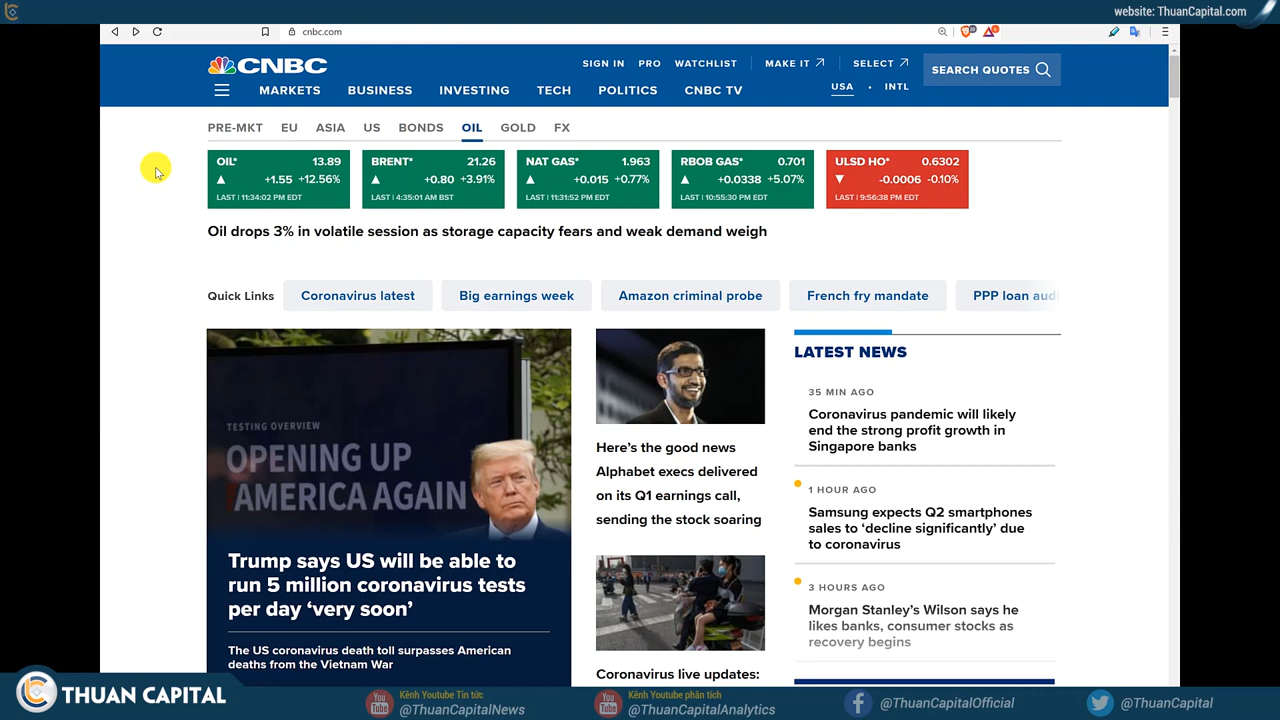 website: ThuanCapital.com
cnbc.com
CNBC
SIGN IN PRO WATCHLIST MAKE IT SELECT
SEARCH QUOTES
USA • INTL
MARKETS BUSINESS INVESTING TECH POLITICS CNBC TV
PRE-MKT EU ASIA US BONDS OIL GOLD FX
OIL* 13.89
+1.55 +12.56%
LAST | 11:34:02 PM EDT
BRENT* 21.26
+0.80 +3.91%
LAST | 4:35:01 AM BST
NAT GAS* 1.963
+0.015 +0.77%
LAST | 11:31:52 PM EDT
RBOB GAS* 0.701
+0.0338 +5.07%
LAST | 10:55:30 PM EDT
ULSD HO* 0.6302
-0.0006 -0.10%
LAST | 9:56:38 PM EDT
Oil drops 3% in volatile session as storage capacity fears and weak demand weigh
Quick Links
Coronavirus latest
Big earnings week
Amazon criminal probe
French fry mandate
PPP loan audi
TESTING OVERVIEW
OPENING UP
AMERICA AGAIN
Trump says US will be able to
run 5 million coronavirus tests
per day ‘very soon’
The US coronavirus death toll surpasses American
deaths from the Vietnam War
Here’s the good news
Alphabet execs delivered
on its Q1 earnings call,
sending the stock soaring
Coronavirus live updates:
LATEST NEWS
35 MIN AGO
Coronavirus pandemic will likely
end the strong profit growth in
Singapore banks
1 HOUR AGO
Samsung expects Q2 smartphones
sales to ‘decline significantly’ due
to coronavirus
3 HOURS AGO
Morgan Stanley’s Wilson says he
likes banks, consumer stocks as
recovery begins
THUAN CAPITAL
You Tube
Kênh Youtube Tin tức
@ThuanCapitalNews
You Tube
Kênh Youtube phân tích
@ThuanCapitalAnalytics
@ThuanCapitalOfficial
@ThuanCapital